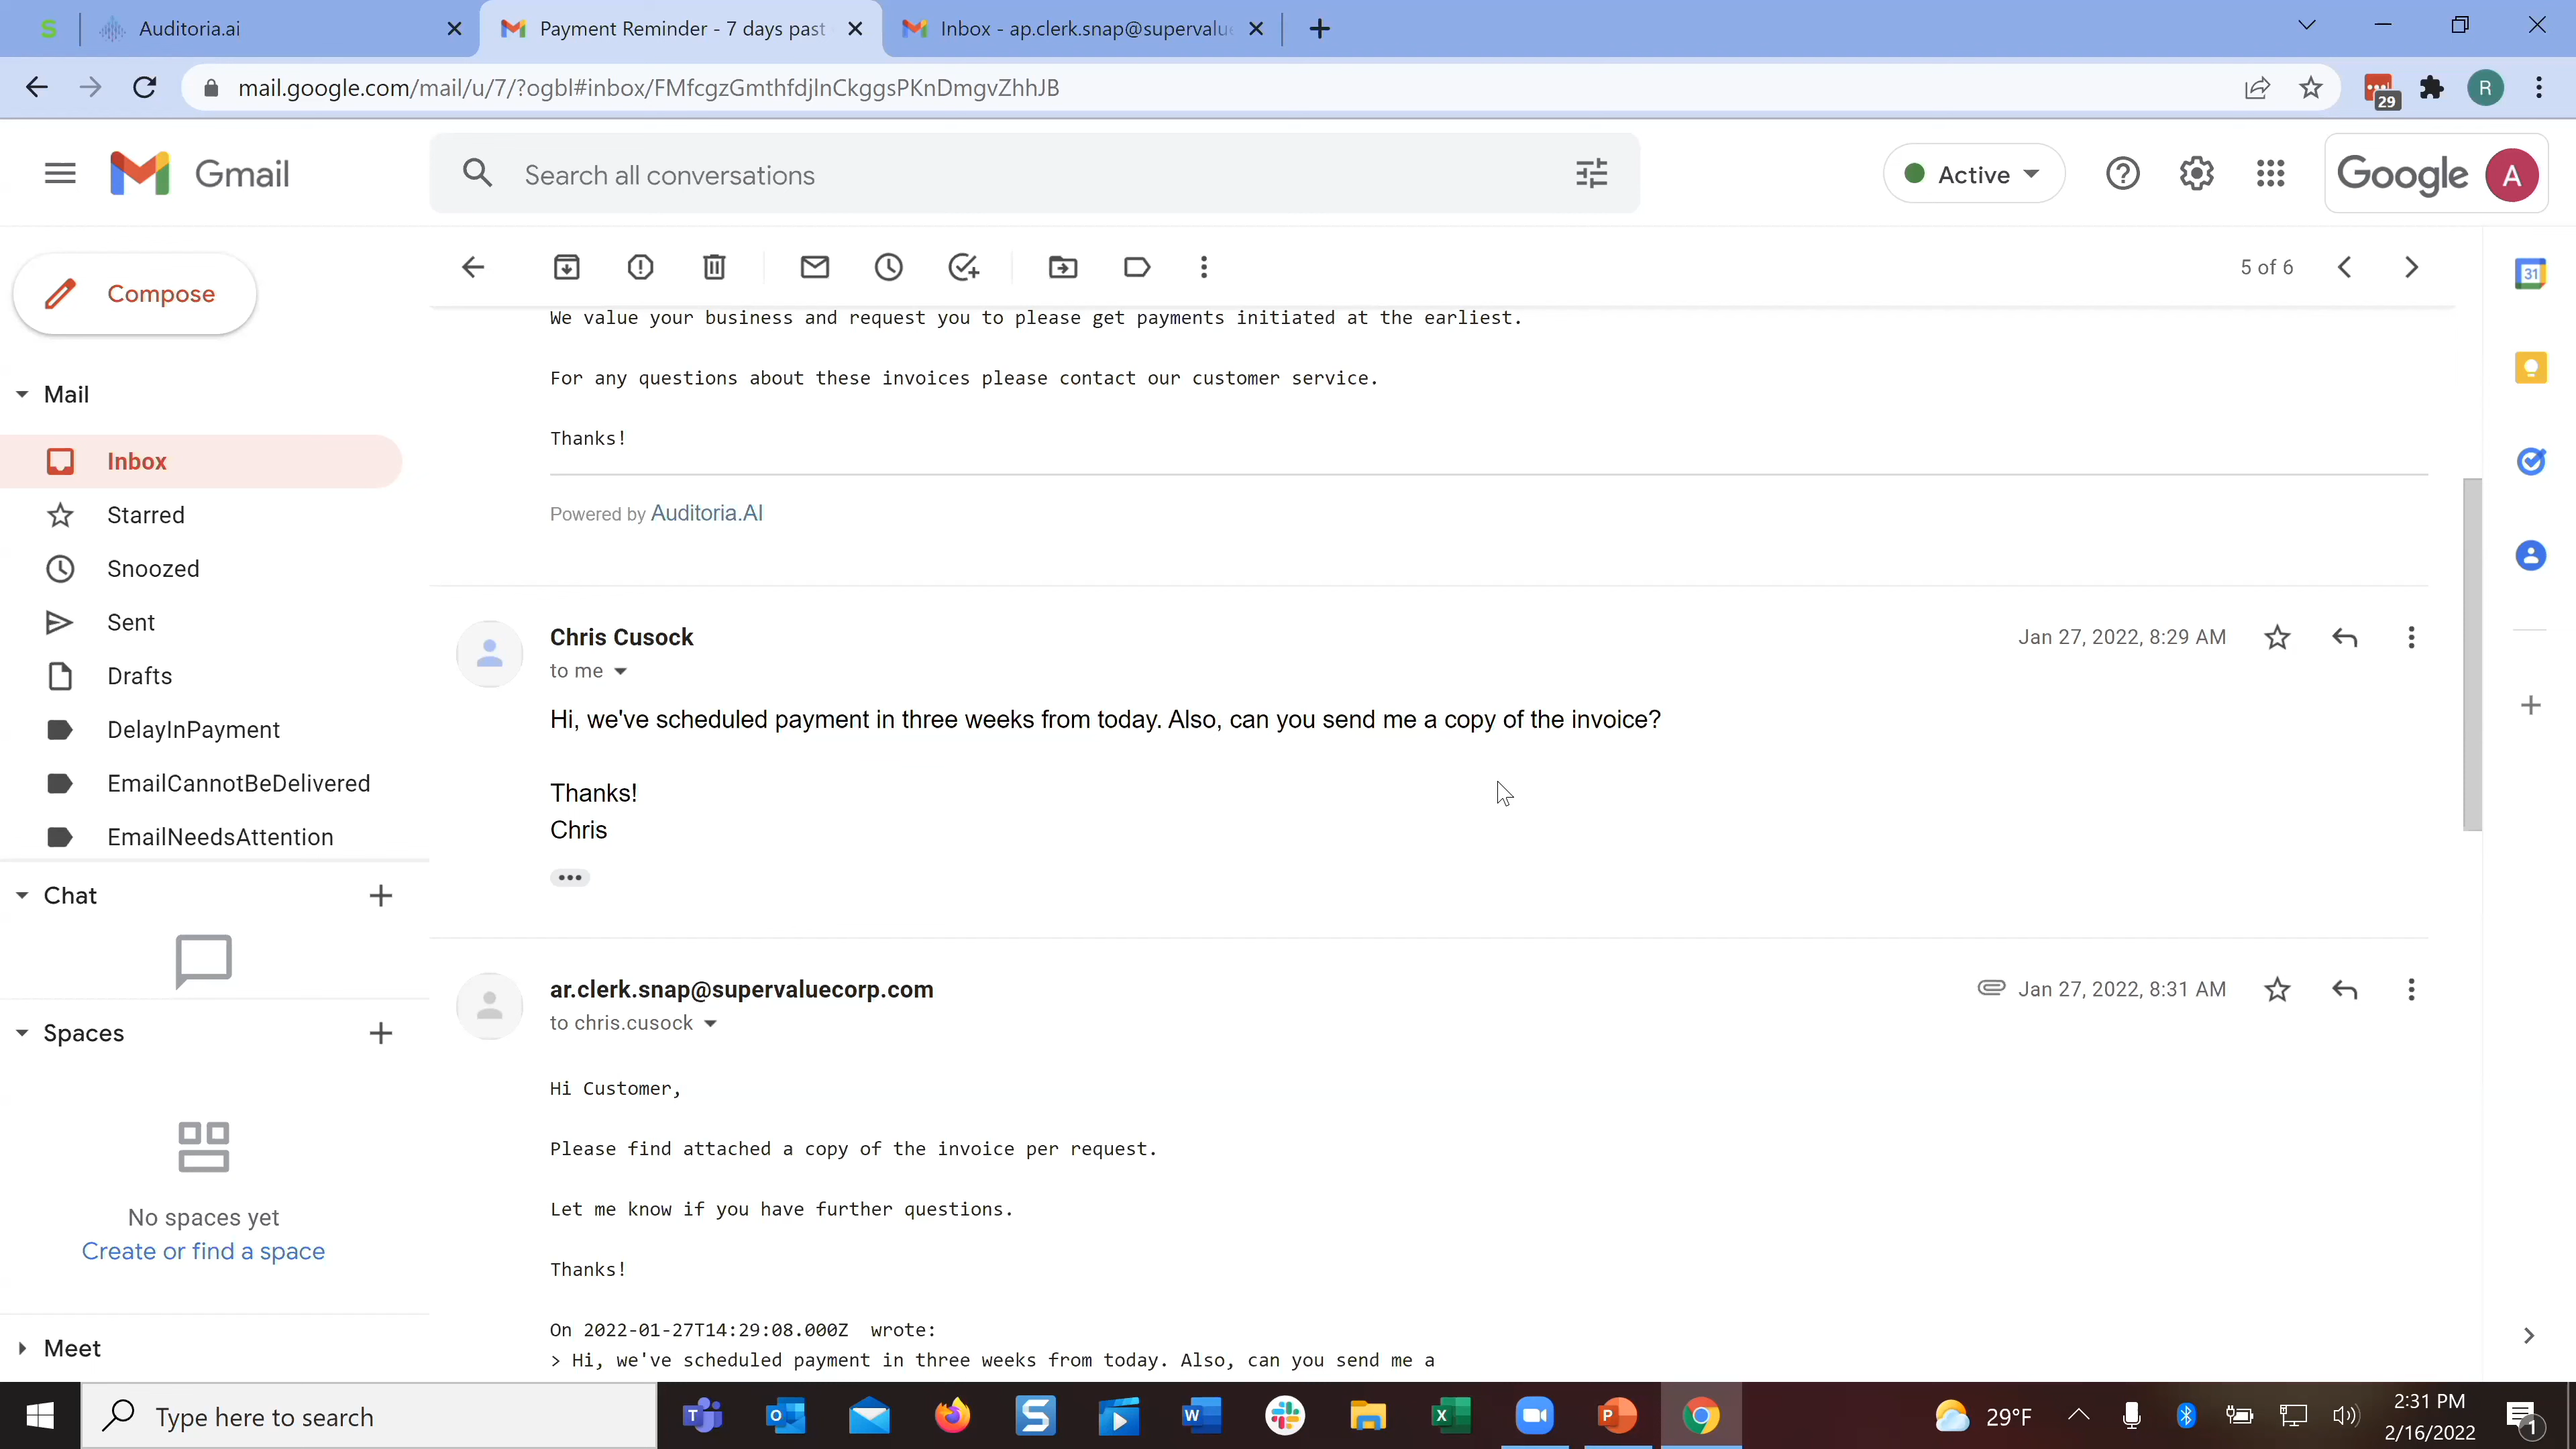 S
Auditoria.ai
Payment Reminder - 7 days past
Inbox - ap.clerk.snap@supervalue
mail.google.com/mail/u/7/?ogbl#inbox/FMfcgzGmthfdjlnCkggsPKnDmgvZhhJB
29
R
Gmail
Search all conversations
Active
Google
A
Compose
5 of 6
31
Mail
Inbox
Starred
Snoozed
Sent
Drafts
DelayInPayment
EmailCannotBeDelivered
EmailNeedsAttention
Chat
Spaces
No spaces yet
Create or find a space
Meet
We value your business and request you to please get payments initiated at the earliest.
For any questions about these invoices please contact our customer service.
Thanks!
Powered by Auditoria.AI
Chris Cusock
Jan 27, 2022, 8:29 AM
to me
Hi, we've scheduled payment in three weeks from today. Also, can you send me a copy of the invoice?
Thanks!
Chris
ar.clerk.snap@supervaluecorp.com
Jan 27, 2022, 8:31 AM
to chris.cusock
Hi Customer,
Please find attached a copy of the invoice per request.
Let me know if you have further questions.
Thanks!
On 2022-01-27T14:29:08.000Z  wrote:
> Hi, we've scheduled payment in three weeks from today. Also, can you send me a
Type here to search
29°F
2:31 PM
2/16/2022
1